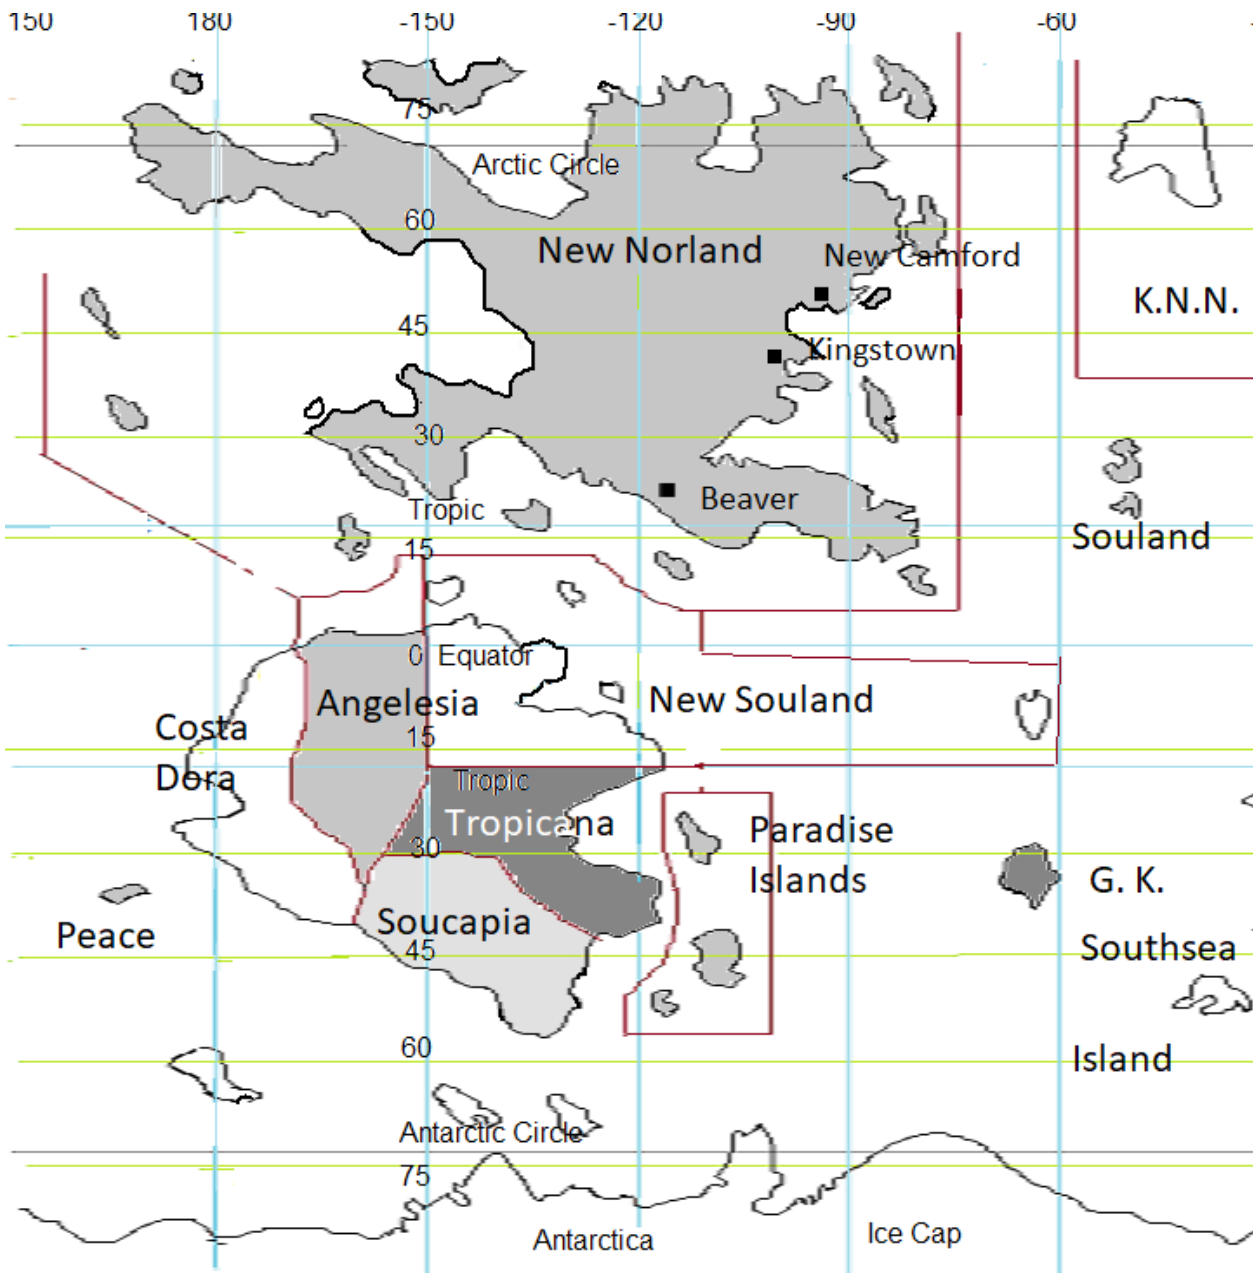 150
180
-150
-120
-90
-60
75
Arctic Circle
60
New Norland
New Camford
K.N.N.
45
Kingstown
30
Beaver
Tropic
Souland
15
0
Equator
Angelesia
New Souland
Costa
Dora
15
Tropic
Tropicana
Paradise
Islands
30
G. K.
Soucapia
Peace
45
Southsea
60
Island
Antarctic Circle
75
Antarctica
Ice Cap